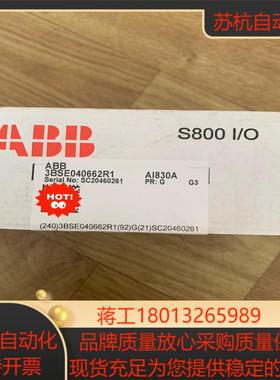 苏杭自动
ABB
S800 I/O
ABB
3BSE040662R1
AI830A
Serial No: SC20460261
PR: G
G3
HOT!
(240)3BSE040662R1(92)G(21)SC20460261
蒋工18013265989
自动化
品牌质量放心采购质量保
开票
现货充足为您提供稳定